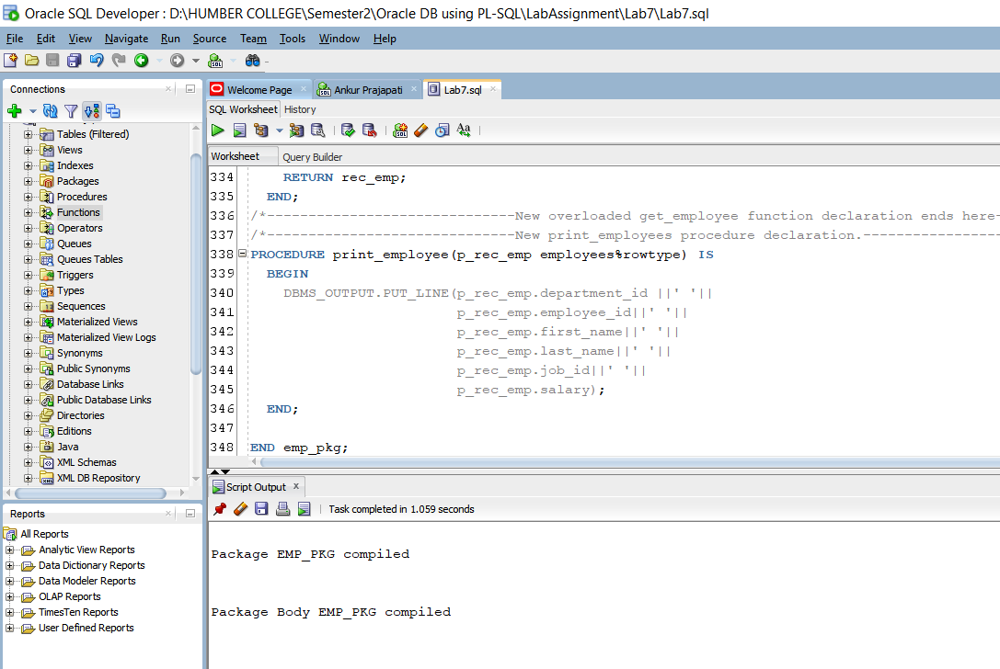 Oracle SQL Developer : D:\HUMBER COLLEGE\Semester2\Oracle DB using PL-SQL\LabAssignment\Lab7\Lab7.sql
File Edit View Navigate Run Source Team Tools Window Help
Connections
Tables (Filtered)
Views
Indexes
Packages
Procedures
Functions
Operators
Queues
Queues Tables
Triggers
Types
Sequences
Materialized Views
Materialized View Logs
Synonyms
Public Synonyms
Database Links
Public Database Links
Directories
Editions
Java
XML Schemas
XML DB Repository
Reports
All Reports
Analytic View Reports
Data Dictionary Reports
Data Modeler Reports
OLAP Reports
TimesTen Reports
User Defined Reports
Welcome Page Ankur Prajapati Lab7.sql
SQL Worksheet History
Worksheet Query Builder
334 RETURN rec_emp;
335 END;
336 /*------------------------------New overloaded get_employee function declaration ends here-
337 /*------------------------------New print_employees procedure declaration.-----------------
338 PROCEDURE print_employee(p_rec_emp employees%rowtype) IS
339 BEGIN
340 DBMS_OUTPUT.PUT_LINE(p_rec_emp.department_id ||' '||
341 p_rec_emp.employee_id||' '||
342 p_rec_emp.first_name||' '||
343 p_rec_emp.last_name||' '||
344 p_rec_emp.job_id||' '||
345 p_rec_emp.salary);
346 END;
347
348 END emp_pkg;
Script Output
Task completed in 1.059 seconds
Package EMP_PKG compiled
Package Body EMP_PKG compiled